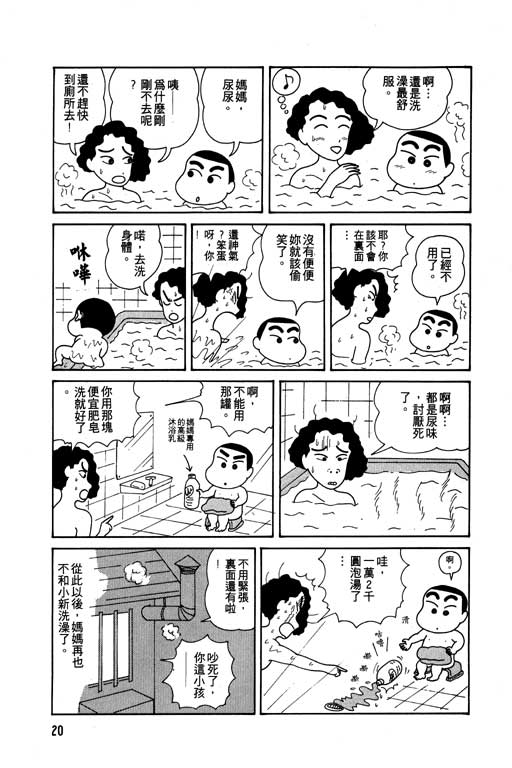 啊…
還是洗
澡最舒
服。
媽媽，
尿尿。
咦——
爲什麼剛
剛不去呢
？
還不趕快
到廁所去！
已經不
用了。
耶？你
該不會
在裏面
…
沒有便便
妳就該偷
笑了。
還神氣
？笨蛋
呀，你
！
喏，去洗
身體。
咻嘩
啊啊…
都是尿味
，討厭死
了。
啊，
不能用
那罐。
媽媽專用
的高級
沐浴乳
你用那塊
便宜肥皂
洗就好了
。
啊！
滑
哇，
一萬2千
圓泡湯了
…
咕嚕
咕嚕
不用緊張，
裏面還有啦
！
吵死了，
你這小孩
！
從此以後，媽媽再也
不和小新洗澡了。
20